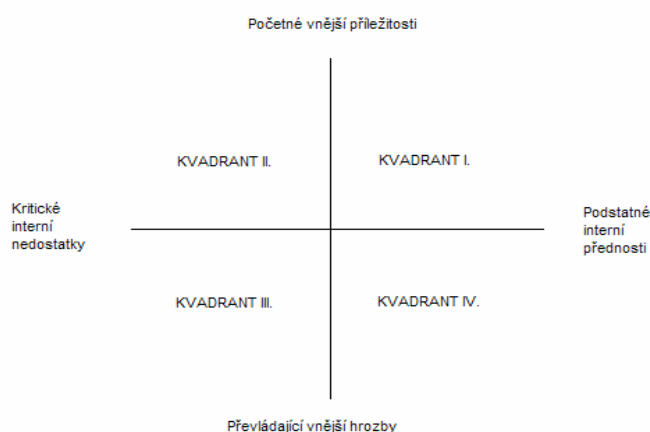 Početné vnější příležitosti
KVADRANT II.
KVADRANT I.
Kritické
interní
nedostatky
Podstatné
interní
přednosti
KVADRANT III.
KVADRANT IV.
Převládající vnější hrozby